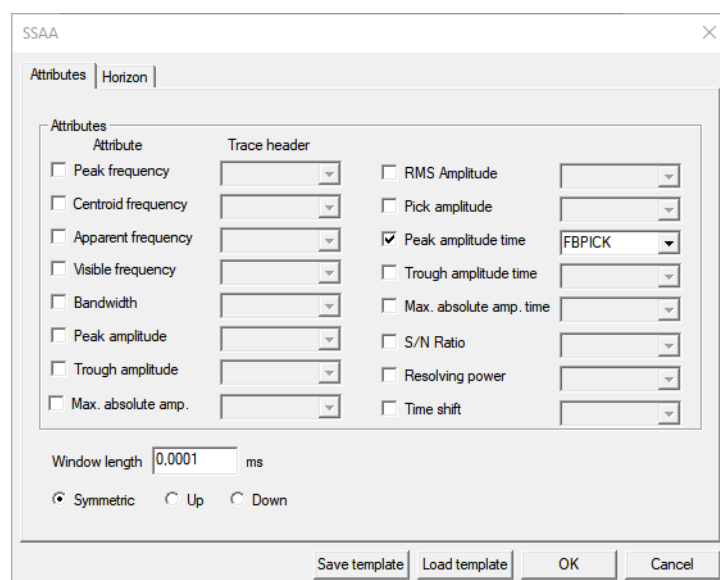 SSAA
Attributes Horizon
Attributes
Attribute Trace header
Peak frequency
Centroid frequency
Apparent frequency
Visible frequency
Bandwidth
Peak amplitude
Trough amplitude
Max. absolute amp.
RMS Amplitude
Pick amplitude
Peak amplitude time FBPICK
Trough amplitude time
Max. absolute amp. time
S/N Ratio
Resolving power
Time shift
Window length 0,0001 ms
Symmetric Up Down
Save template Load template OK Cancel